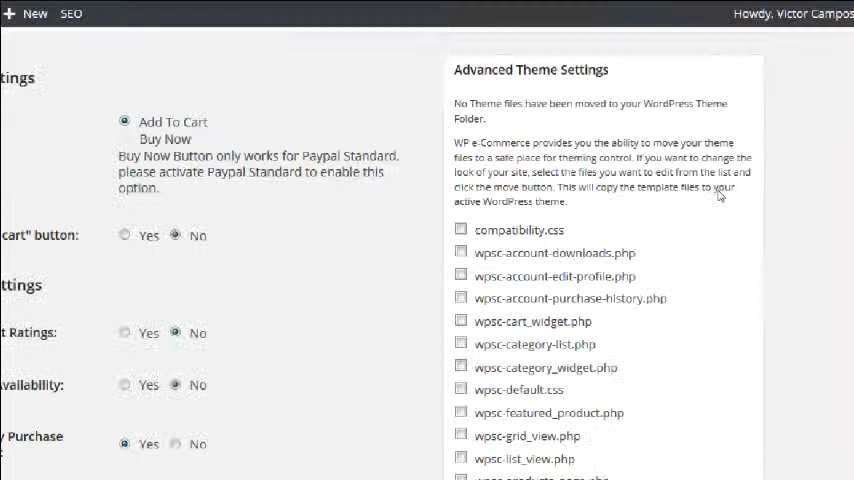 New SEO Howdy, Victor Campos
tings
Add To Cart
Buy Now
Buy Now Button only works for Paypal Standard,
please activate Paypal Standard to enable this
option.
cart" button: Yes No
ttings
t Ratings: Yes No
vailability: Yes No
y Purchase
: Yes No
Advanced Theme Settings
No Theme files have been moved to your WordPress Theme
Folder.
WP e-Commerce provides you the ability to move your theme
files to a safe place for theming control. If you want to change the
look of your site, select the files you want to edit from the list and
click the move button. This will copy the template files to your
active WordPress theme.
compatibility.css
wpsc-account-downloads.php
wpsc-account-edit-profile.php
wpsc-account-purchase-history.php
wpsc-cart_widget.php
wpsc-category-list.php
wpsc-category_widget.php
wpsc-default.css
wpsc-featured_product.php
wpsc-grid_view.php
wpsc-list_view.php